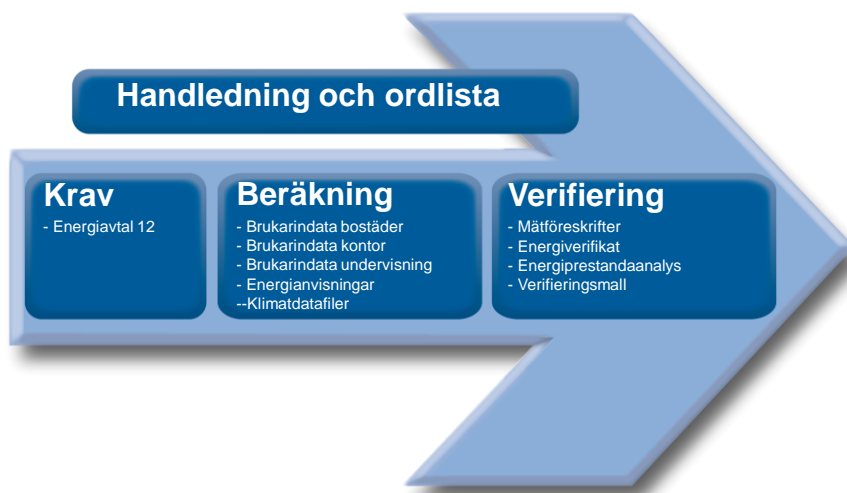 Handledning och ordlista
Krav
- Energiavtal 12
Beräkning
- Brukarindata bostäder
- Brukarindata kontor
- Brukarindata undervisning
- Energianvisningar
--Klimatdatafiler
Verifiering
- Mätföreskrifter
- Energiverifikat
- Energiprestandaanalys
- Verifieringsmall